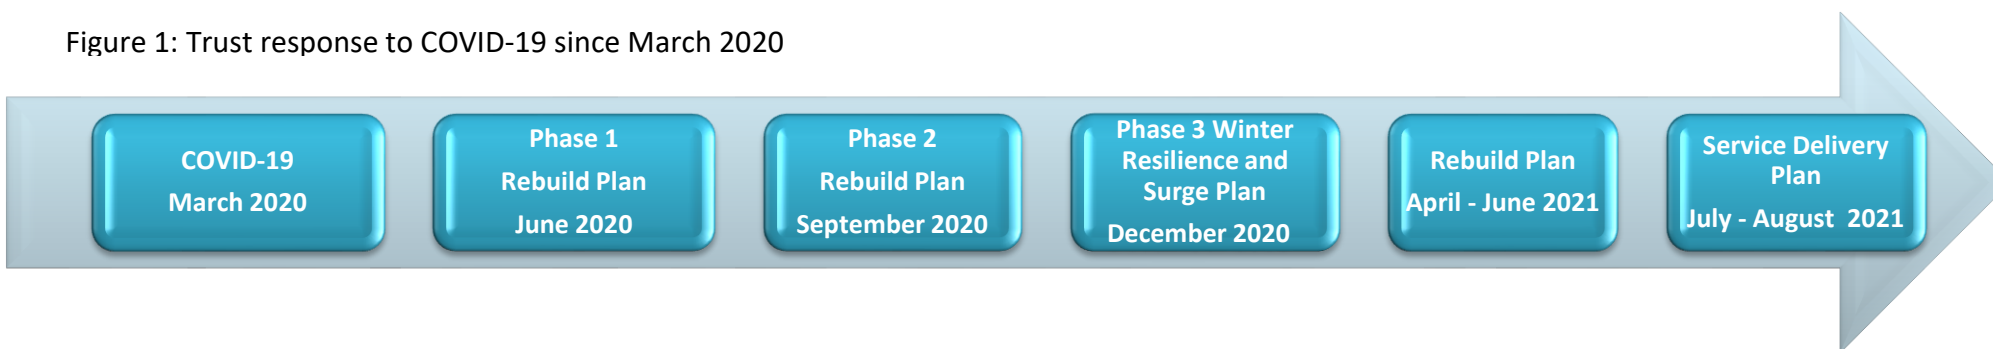 Figure 1: Trust response to COVID-19 since March 2020
COVID-19
March 2020
Phase 1
Rebuild Plan
June 2020
Phase 2
Rebuild Plan
September 2020
Phase 3 Winter
Resilience and
Surge Plan
December 2020
Rebuild Plan
April - June 2021
Service Delivery
Plan
July - August  2021